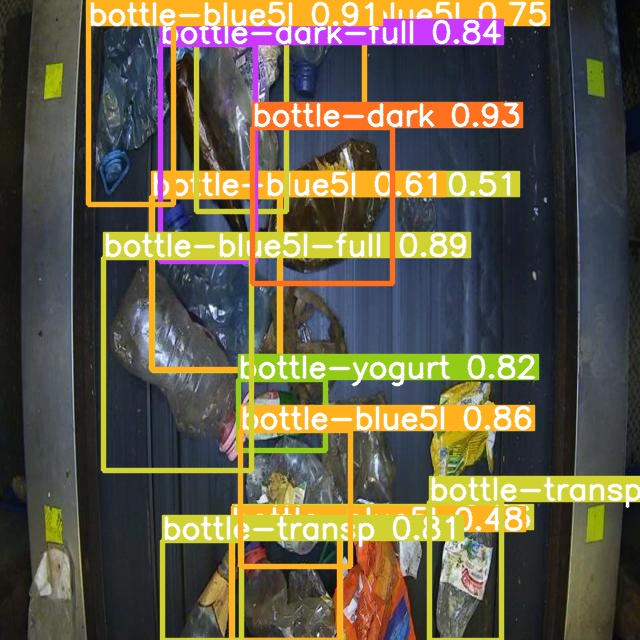 bottle-blue5l 0.91
ue5l 0.75
bottle-dark-full 0.84
bottle-dark 0.93
bottle-blue5l 0.61
0.51
bottle-blue5l-full 0.89
bottle-yogurt 0.82
bottle-blue5l 0.86
bottle-transp
0.48
bottle-transp 0.81